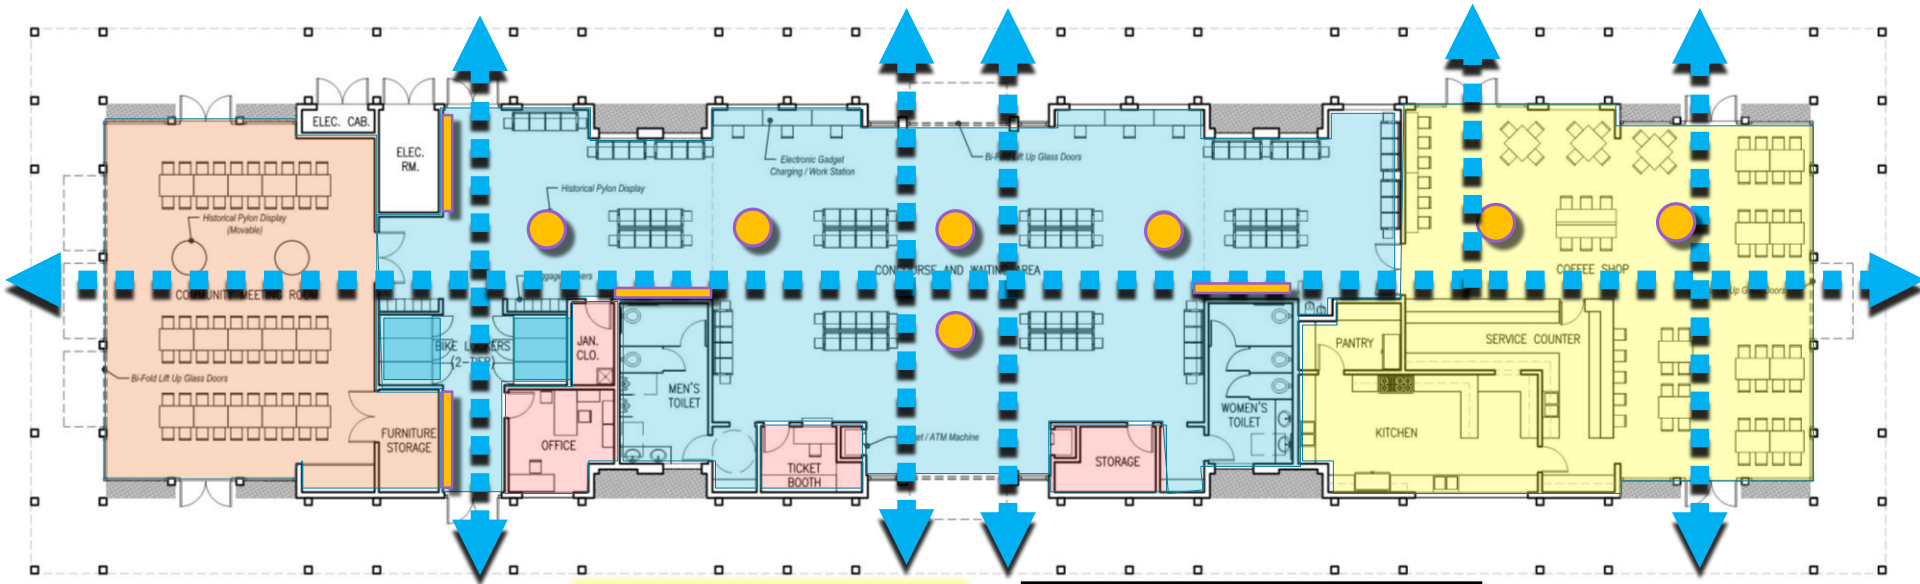 ELEC. CAB.
ELEC.
RM.
Electronic Gadget
Charging / Work Station
Bi-Fold Lift Up Glass Doors
Historical Pylon Display
Historical Pylon Display
(Movable)
COMMUNITY MEETING ROOM
CONCOURSE AND WAITING AREA
COFFEE SHOP
Up Glass Doors
BIKE LOCKERS
(2-TIER)
JAN.
CLO.
PANTRY
SERVICE COUNTER
Bi-Fold Lift Up Glass Doors
MEN'S
TOILET
WOMEN'S
TOILET
FURNITURE
STORAGE
OFFICE
/ ATM Machine
KITCHEN
TICKET
BOOTH
STORAGE